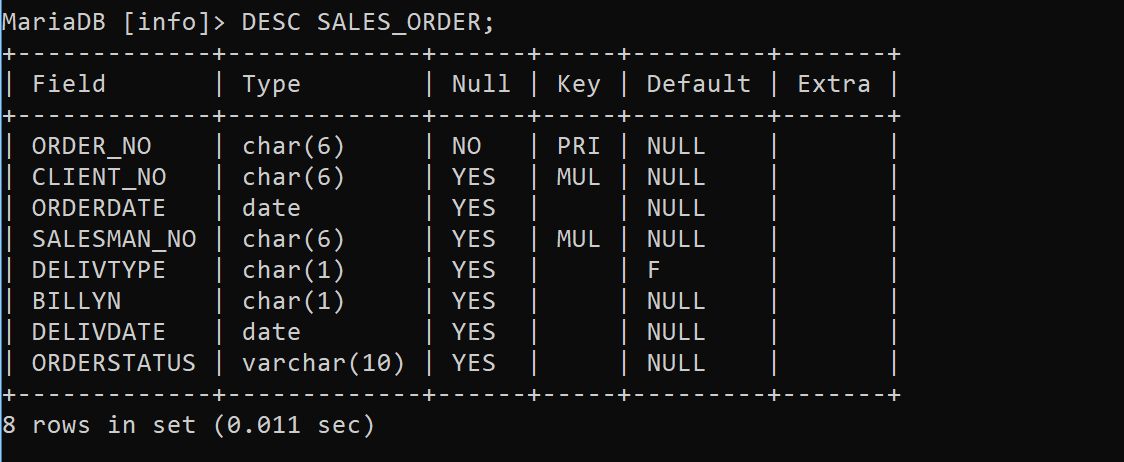 MariaDB [info]> DESC SALES_ORDER;
+-------------+-------------+------+-----+---------+-------+
| Field       | Type        | Null | Key | Default | Extra |
+-------------+-------------+------+-----+---------+-------+
| ORDER_NO    | char(6)     | NO   | PRI | NULL    |       |
| CLIENT_NO   | char(6)     | YES  | MUL | NULL    |       |
| ORDERDATE   | date        | YES  |     | NULL    |       |
| SALESMAN_NO | char(6)     | YES  | MUL | NULL    |       |
| DELIVTYPE   | char(1)     | YES  |     | F       |       |
| BILLYN      | char(1)     | YES  |     | NULL    |       |
| DELIVDATE   | date        | YES  |     | NULL    |       |
| ORDERSTATUS | varchar(10) | YES  |     | NULL    |       |
+-------------+-------------+------+-----+---------+-------+
8 rows in set (0.011 sec)